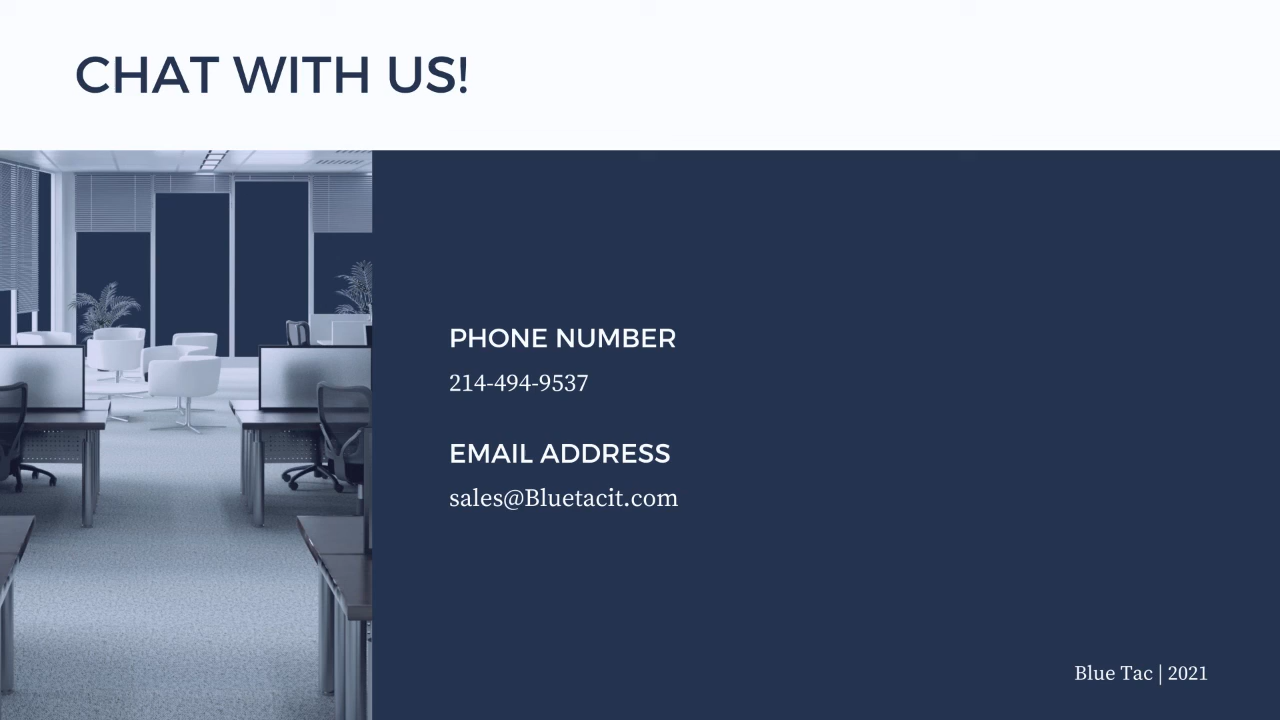 CHAT WITH US!
PHONE NUMBER
214-494-9537
EMAIL ADDRESS
sales@Bluetacit.com
Blue Tac | 2021